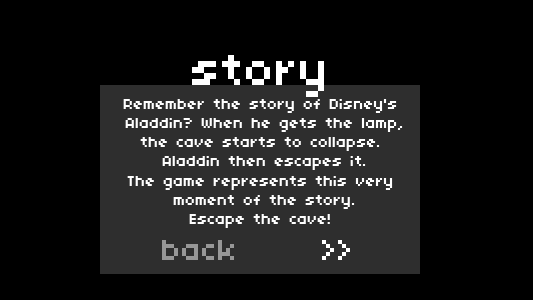 story
Remember the story of Disney's
Aladdin? When he gets the lamp,
the cave starts to collapse.
Aladdin then escapes it.
The game represents this very
moment of the story.
Escape the cave!
back >>